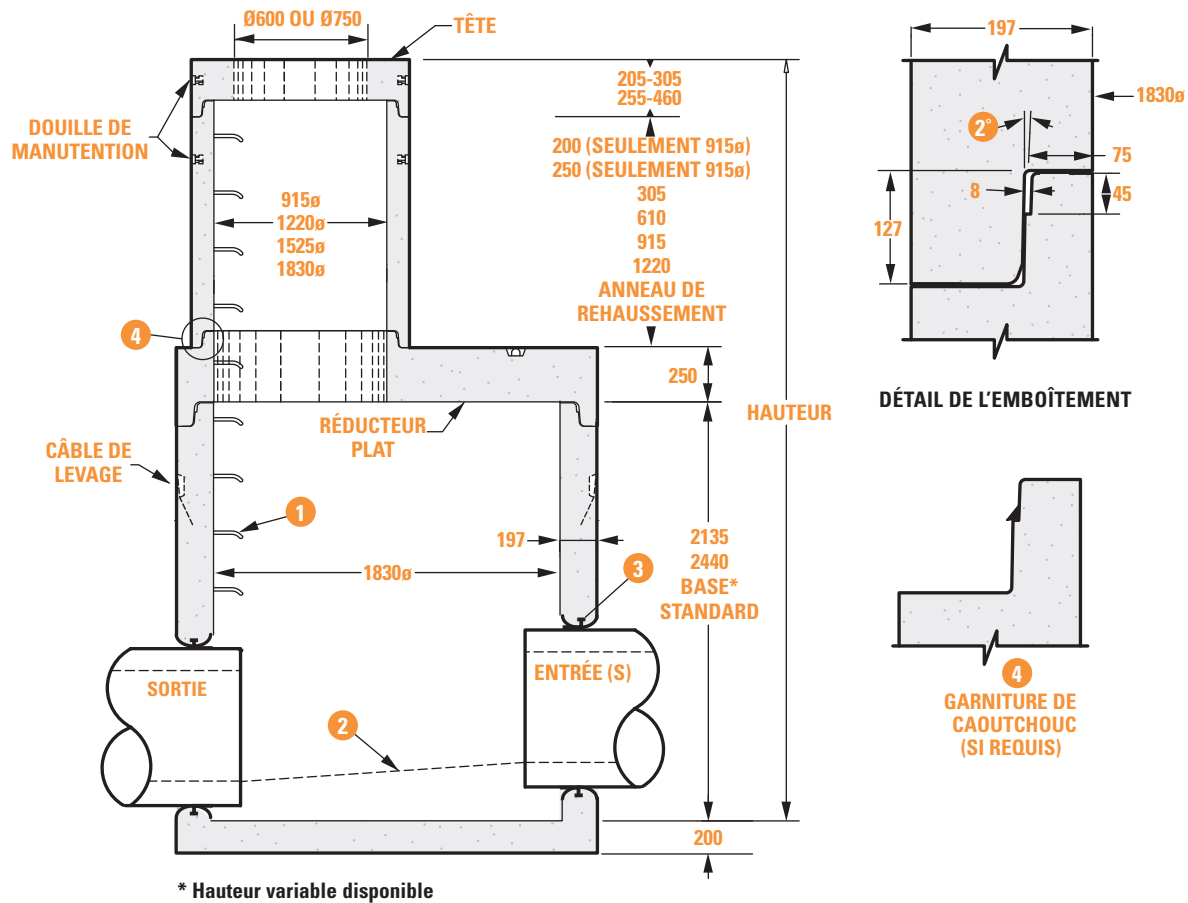 Ø600 OU Ø750
TÊTE
205-305
255-460
DOUILLE DE
MANUTENTION
200 (SEULEMENT 915ø)
250 (SEULEMENT 915ø)
305
610
915
1220
ANNEAU DE
REHAUSSEMENT
915ø
1220ø
1525ø
1830ø
4
250
HAUTEUR
RÉDUCTEUR
PLAT
CÂBLE DE
LEVAGE
1
197
1830ø
3
2135
2440
BASE*
STANDARD
SORTIE
ENTRÉE (S)
2
200
* Hauteur variable disponible
197
1830ø
2°
75
8
45
127
DÉTAIL DE L'EMBOÎTEMENT
4
GARNITURE DE
CAOUTCHOUC
(SI REQUIS)